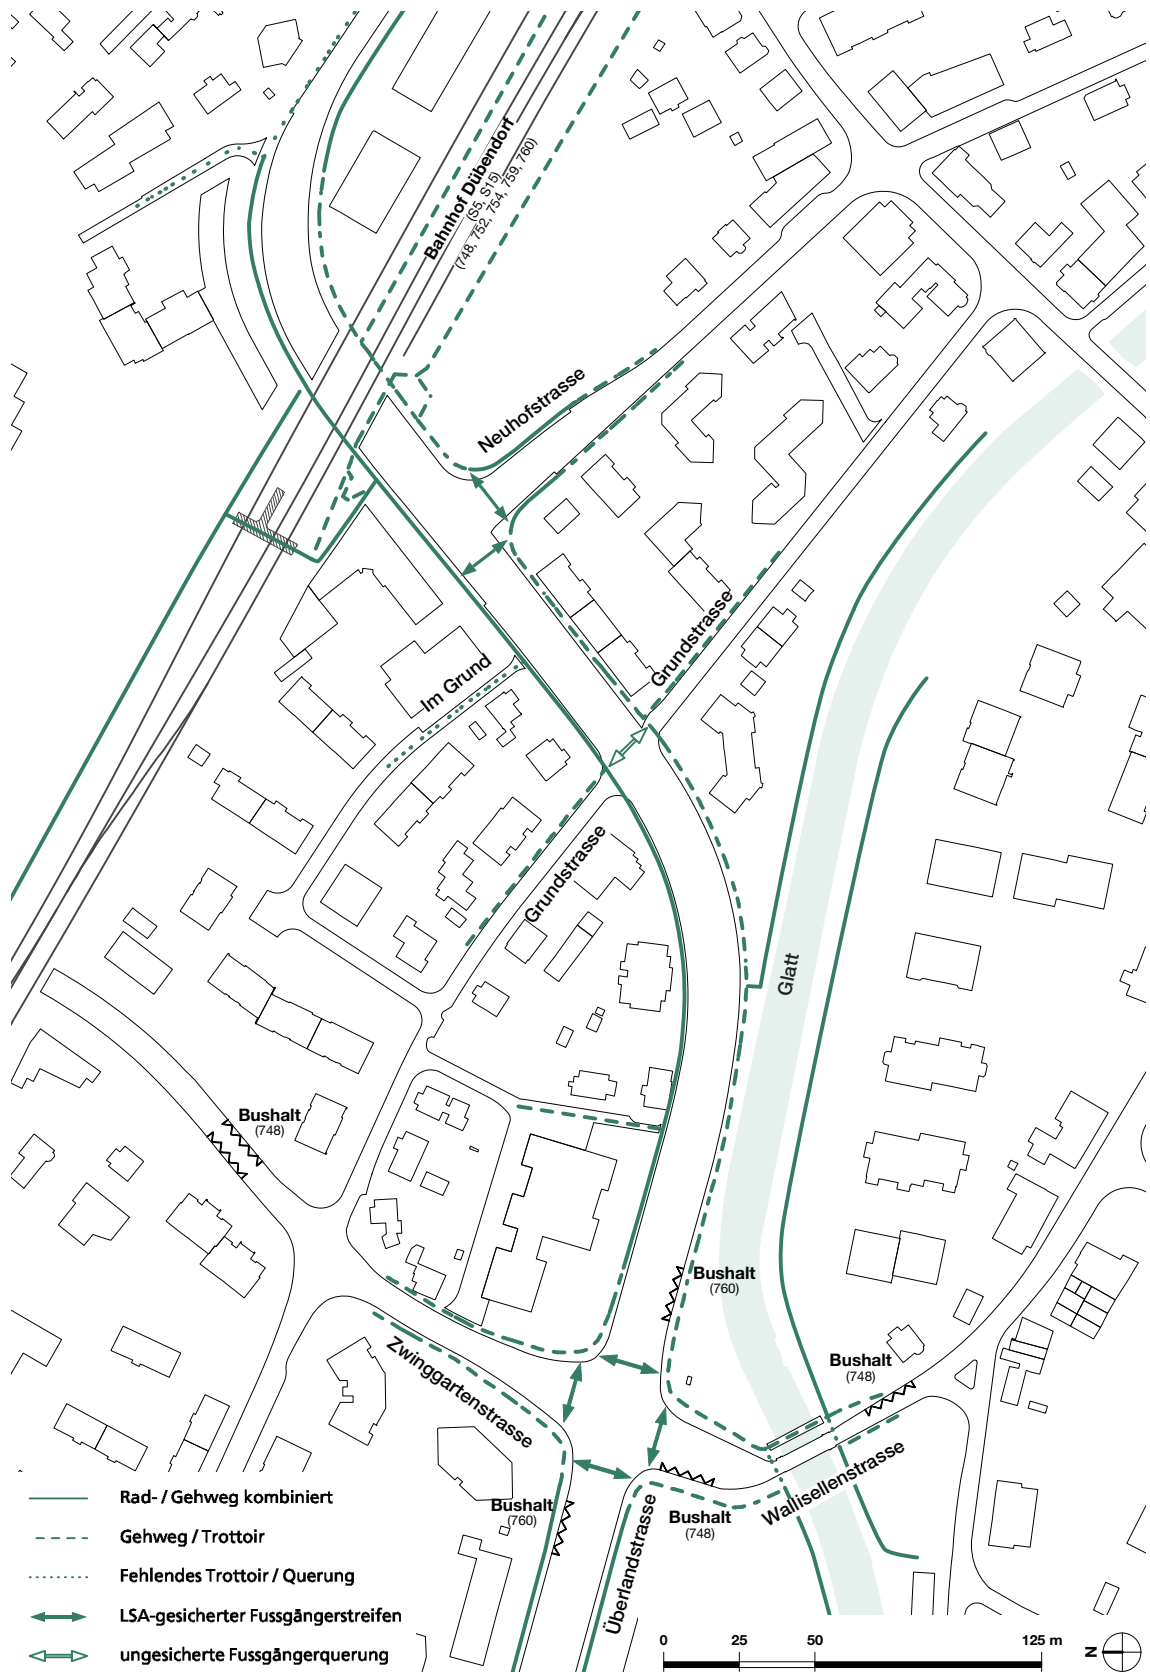 Bahnhof Dübendorf
(S5, S15)
(748, 752, 754, 759, 760)
Neuhofstrasse
Grundstrasse
Im Grund
Grundstrasse
Glatt
Bushalt
(748)
Bushalt
(760)
Zwinggartenstrasse
Bushalt
(748)
Wallisellenstrasse
Bushalt
(760)
Bushalt
(748)
Überlandstrasse
Rad- / Gehweg kombiniert
Gehweg / Trottoir
Fehlendes Trottoir / Querung
LSA-gesicherter Fussgängerstreifen
ungesicherte Fussgängerquerung
0 25 50 125 m
N